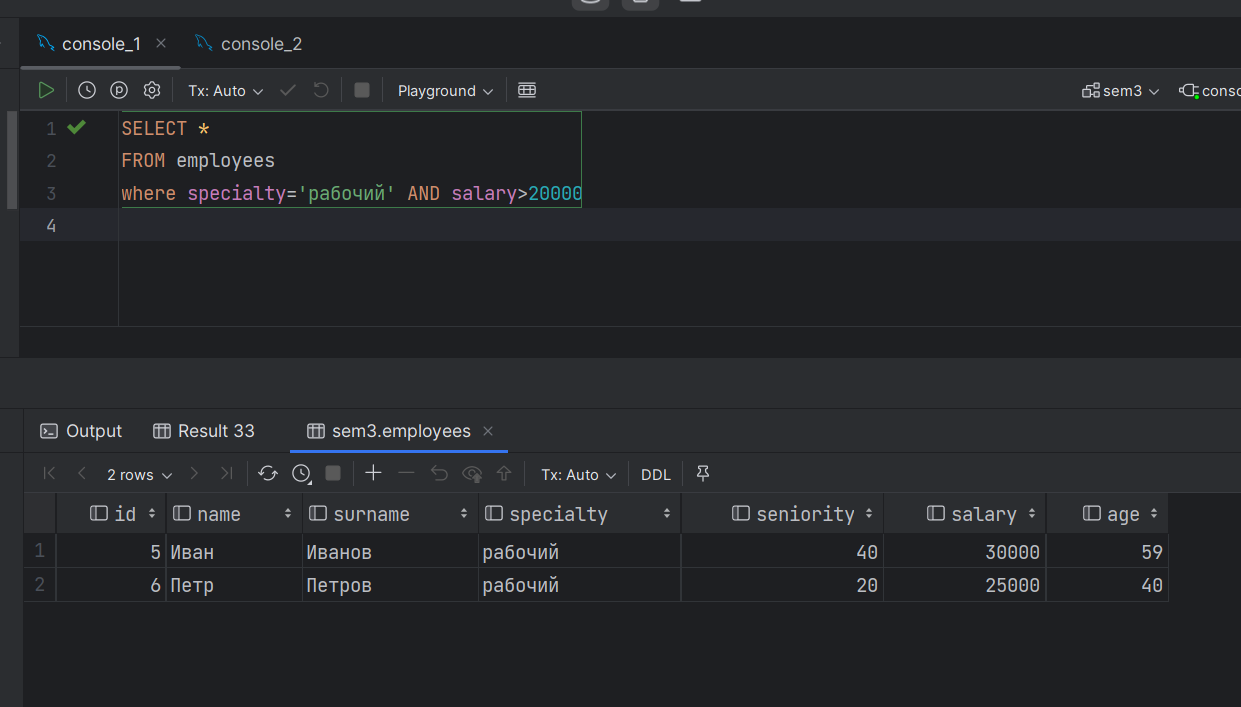 console_1
console_2
Tx: Auto
Playground
sem3
1 SELECT *
2 FROM employees
3 where specialty='рабочий' AND salary>20000
4
Output
Result 33
sem3.employees
2 rows
Tx: Auto
DDL
id name surname specialty seniority salary age
1 5 Иван Иванов рабочий 40 30000 59
2 6 Петр Петров рабочий 20 25000 40